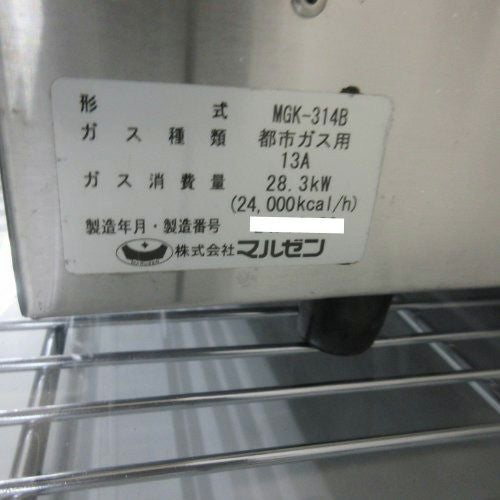 形式 MGK-314B
ガス種類 都市ガス用
13A
ガス消費量 28.3kW
(24,000kcal/h)
製造年月・製造番号
株式会社マルゼン